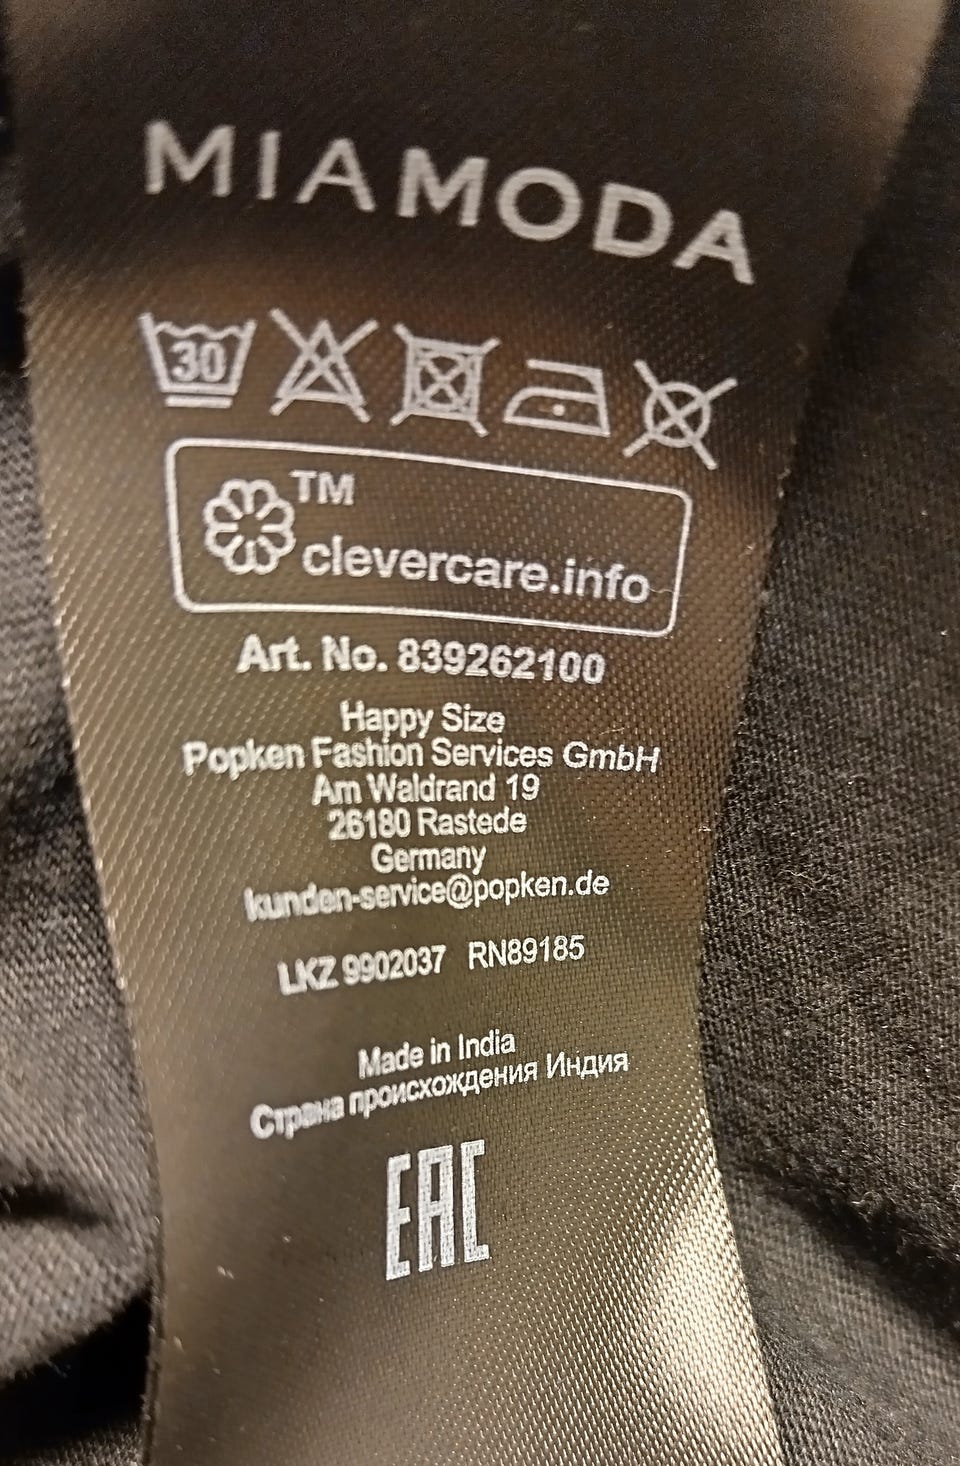 MIAMODA
30
TM
clevercare.info
Art. No. 839262100
Happy Size
Popken Fashion Services GmbH
Am Waldrand 19
26180 Rastede
Germany
kunden-service@popken.de
LKZ 9902037 RN89185
Made in India
Страна происхождения Индия
EAC